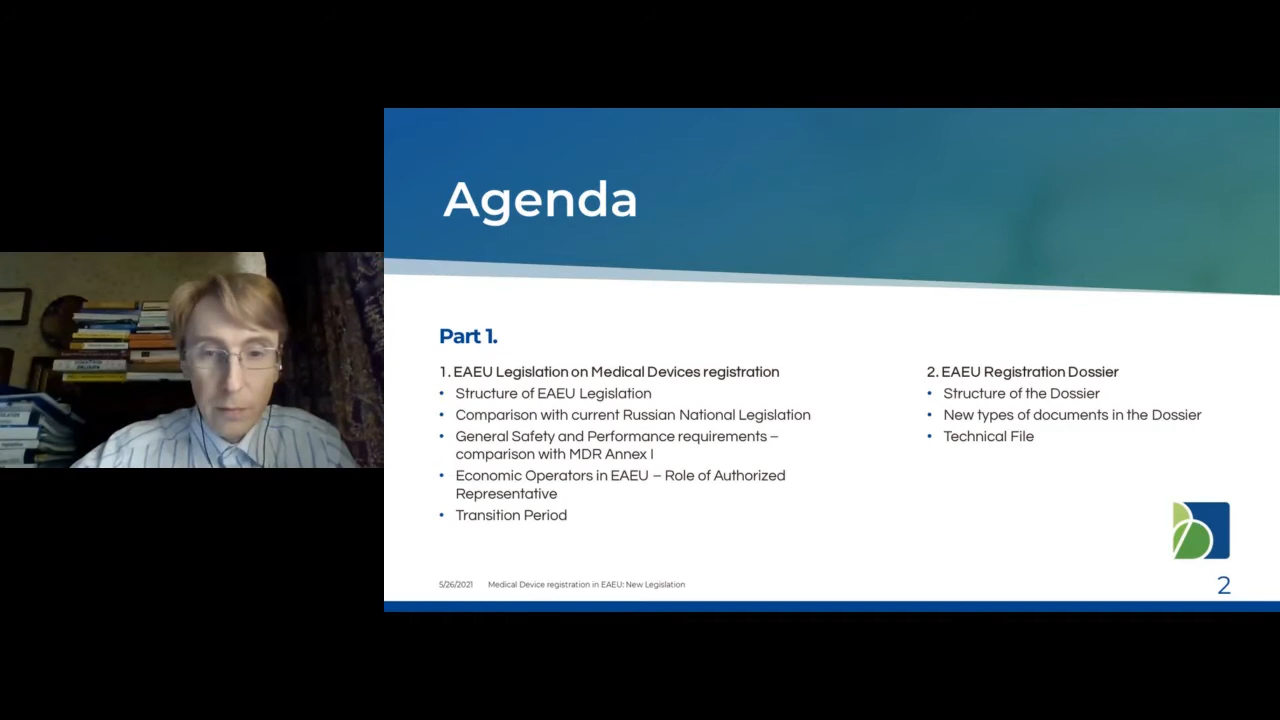 Agenda
Part 1.
1. EAEU Legislation on Medical Devices registration
• Structure of EAEU Legislation
• Comparison with current Russian National Legislation
• General Safety and Performance requirements –
comparison with MDR Annex I
• Economic Operators in EAEU – Role of Authorized
Representative
• Transition Period
2. EAEU Registration Dossier
• Structure of the Dossier
• New types of documents in the Dossier
• Technical File
5/26/2021 Medical Device registration in EAEU: New Legislation
2